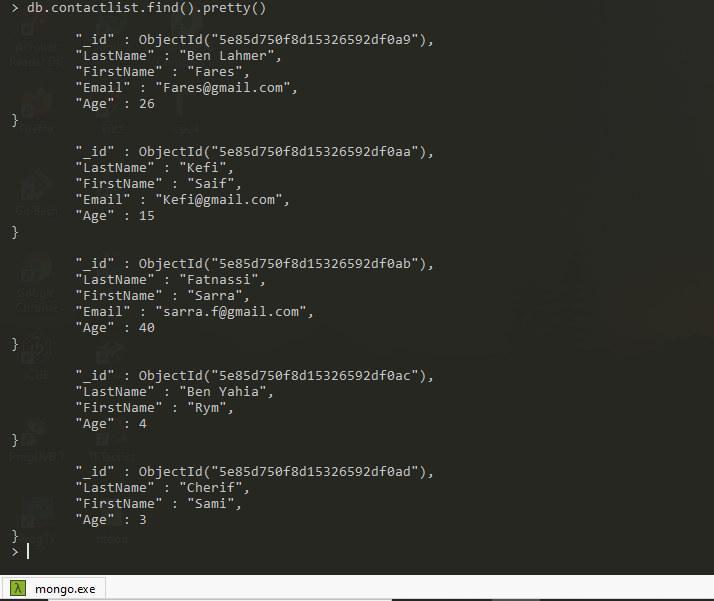 > db.contactlist.find().pretty()
"_id" : ObjectId("5e85d750f8d15326592df0a9"),
"LastName" : "Ben Lahmer",
"FirstName" : "Fares",
"Email" : "Fares@gmail.com",
"Age" : 26
}
"_id" : ObjectId("5e85d750f8d15326592df0aa"),
"LastName" : "Kefi",
"FirstName" : "Saif",
"Email" : "Kefi@gmail.com",
"Age" : 15
}
"_id" : ObjectId("5e85d750f8d15326592df0ab"),
"LastName" : "Fatnassi",
"FirstName" : "Sarra",
"Email" : "sarra.f@gmail.com",
"Age" : 40
}
"_id" : ObjectId("5e85d750f8d15326592df0ac"),
"LastName" : "Ben Yahia",
"FirstName" : "Rym",
"Age" : 4
}
"_id" : ObjectId("5e85d750f8d15326592df0ad"),
"LastName" : "Cherif",
"FirstName" : "Sami",
"Age" : 3
}
>
λ mongo.exe